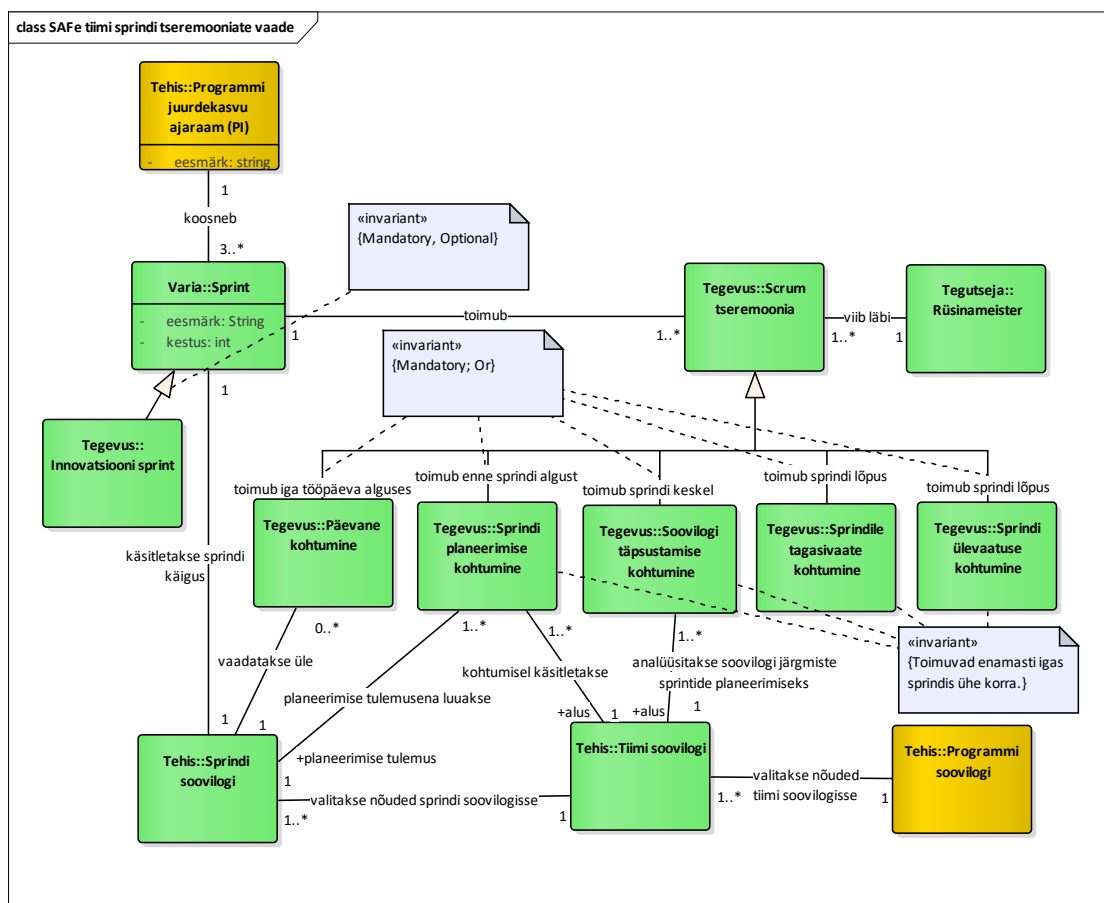 class SAFe tiimi sprindi tseremooniate vaade
Tehis::Programmi
juurdekasvu
ajaraam (PI)
- eesmärk: string
1
koosneb
3..*
«invariant»
{Mandatory, Optional}
Varia::Sprint
- eesmärk: String
- kestus: int
1
toimub
1..*
Tegevus::Scrum
tseremoonia
viib läbi
1..*
1
Tegutseja::
Rüsinameister
«invariant»
{Mandatory; Or}
1
Tegevus::
Innovatsiooni sprint
toimub iga tööpäeva alguses
toimub enne sprindi algust
toimub sprindi keskel
toimub sprindi lõpus
toimub sprindi lõpus
Tegevus::Päevane
kohtumine
Tegevus::Sprindi
planeerimise
kohtumine
Tegevus::Soovilogi
täpsustamise
kohtumine
Tegevus::Sprindile
tagasivaate
kohtumine
Tegevus::Sprindi
ülevaatuse
kohtumine
käsitletakse sprindi
käigus
0..*
1..*
1..*
1..*
«invariant»
{Toimuvad enamasti igas
sprindis ühe korra.}
vaadatakse üle
kohtumisel käsitletakse
analüüsitakse soovilogi järgmiste
sprintide planeerimiseks
planeerimise tulemusena luuakse
1
1
+alus
1
+alus
1
+planeerimise tulemus
1
Tehis::Sprindi
soovilogi
Tehis::Tiimi soovilogi
Tehis::Programmi
soovilogi
valitakse nõuded sprindi soovilogisse
1..*
1
valitakse nõuded
tiimi soovilogisse
1..*
1